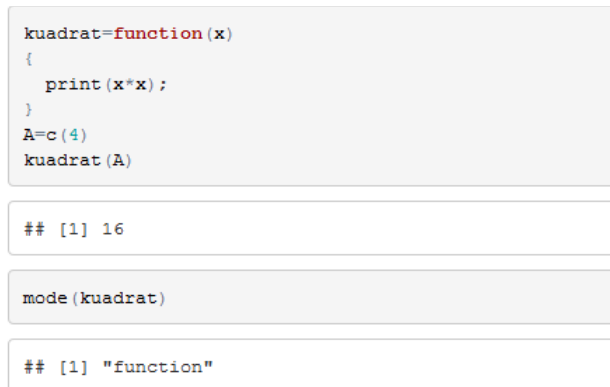 kuadrat=function(x)
{
  print(x*x);
}
A=c(4)
kuadrat(A)
## [1] 16
mode(kuadrat)
## [1] "function"